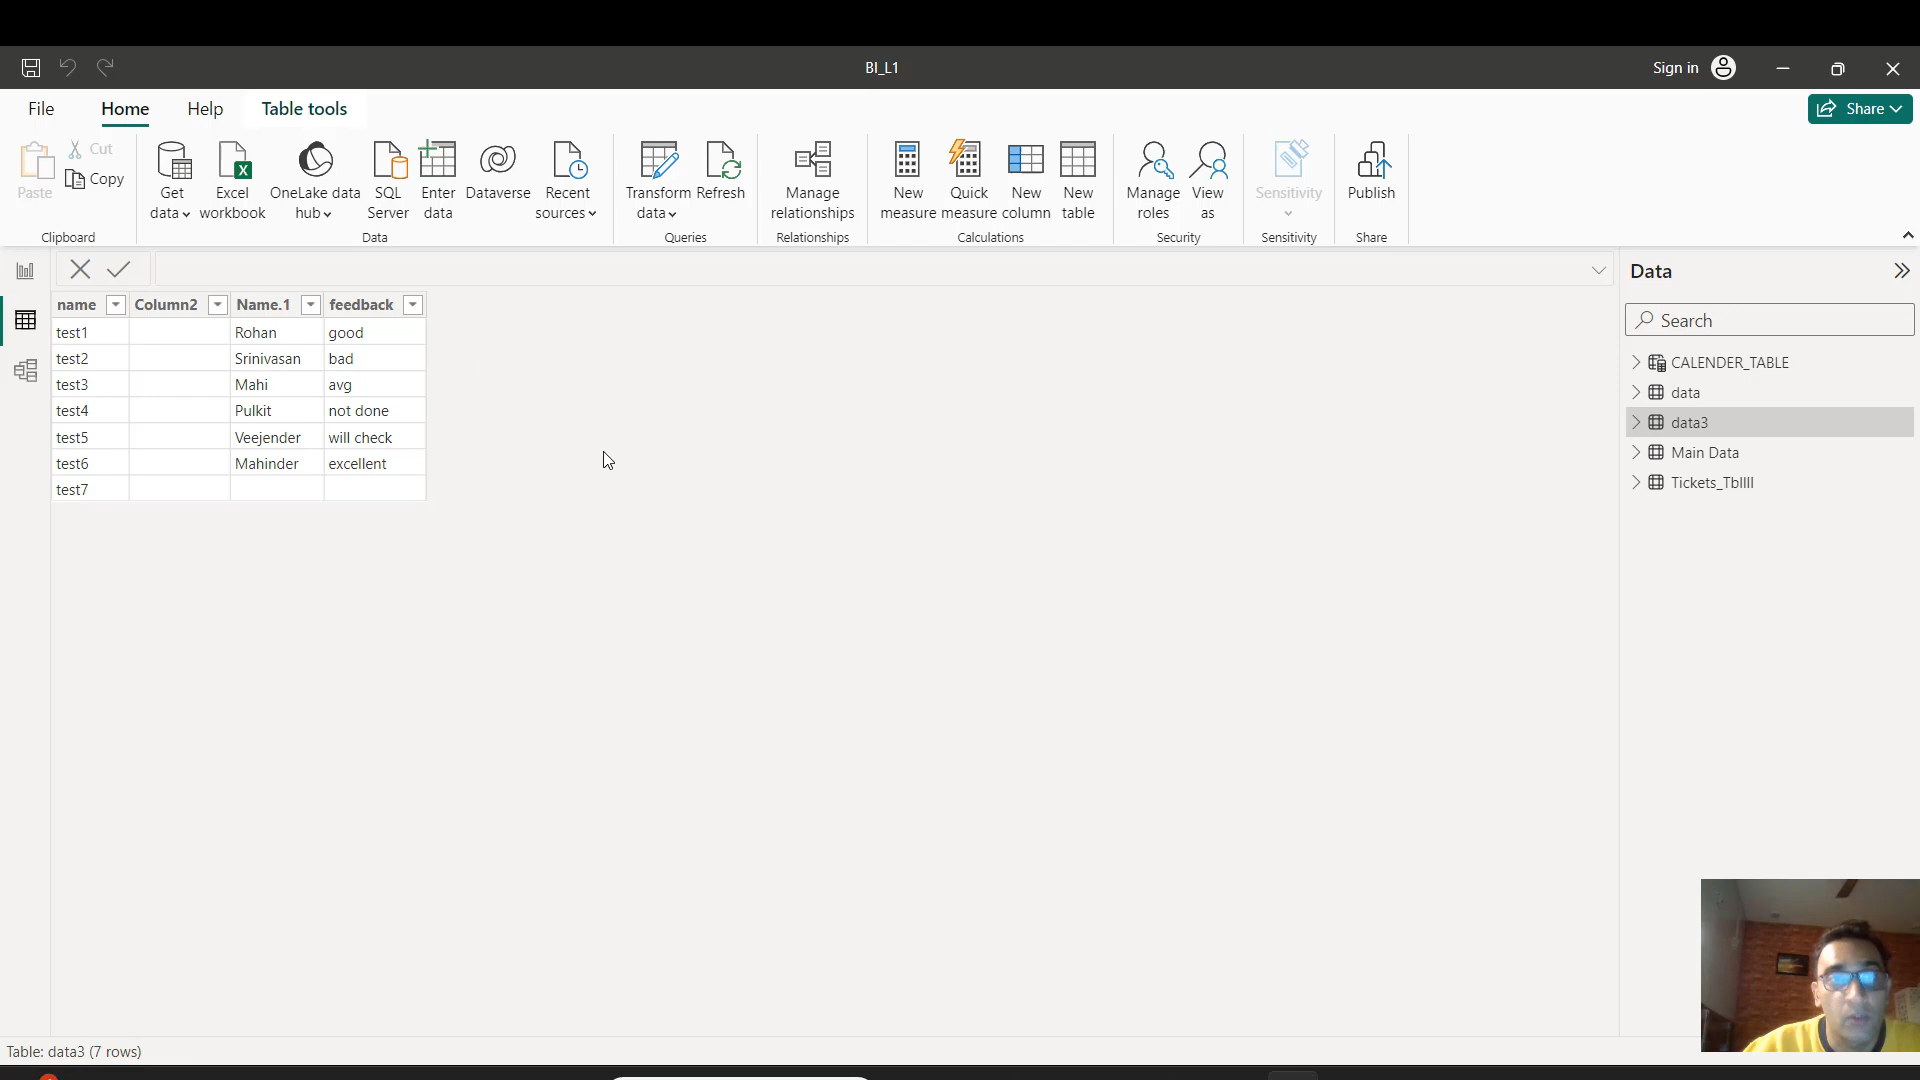 BI_L1
Sign in
File Home Help Table tools
Share
Paste
Cut
Copy
Clipboard
Get data
Excel workbook
OneLake data hub
SQL Server
Enter data
Dataverse
Recent sources
Data
Transform data
Refresh
Queries
Manage relationships
Relationships
New measure
Quick measure
New column
New table
Calculations
Manage roles
View as
Security
Sensitivity
Sensitivity
Publish
Share
name Column2 Name.1 feedback
test1 Rohan good
test2 Srinivasan bad
test3 Mahi avg
test4 Pulkit not done
test5 Veejender will check
test6 Mahinder excellent
test7
Data
Search
CALENDER_TABLE
data
data3
Main Data
Tickets_Tbllll
Table: data3 (7 rows)